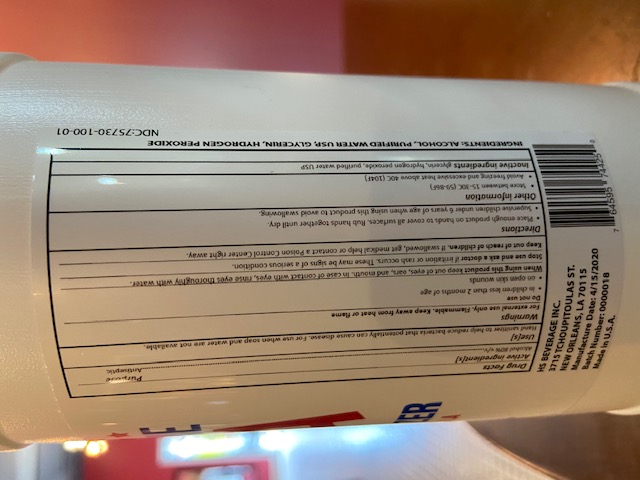 Drug Facts
Active ingredient[s]
Purpose
Alcohol 80% v/v
Antiseptic
Use[s]
Hand sanitizer to help reduce bacteria that potentially can cause disease. For use when soap and water are not available.
Warnings
For external use only. Flammable. Keep away from heat or flame
Do not use
• in children less than 2 months of age
• on open skin wounds
When using this product keep out of eyes, ears, and mouth. In case of contact with eyes, rinse eyes thoroughly with water.
Stop use and ask a doctor if irritation or rash occurs. These may be signs of a serious condition.
Keep out of reach of children. If swallowed, get medical help or contact a Poison Control Center right away.
Directions
• Place enough product on hands to cover all surfaces. Rub hands together until dry.
• Supervise children under 6 years of age when using this product to avoid swallowing.
Other information
• Store between 15-30C (59-86F)
• Avoid freezing and excessive heat above 40C (104F)
Inactive ingredients glycerin, hydrogen peroxide, purified water USP
INGREDIENTS: ALCOHOL, PURIFIED WATER USP, GLYCERIN, HYDROGEN PEROXIDE
NDC:75730-100-01
HS BEVERAGE INC.
3715 TCHOUPITOULAS ST.
NEW ORLEANS, LA 70115
Manufacture Date: 4/15/2020
Batch Number: 0000018
Made in U.S.A.